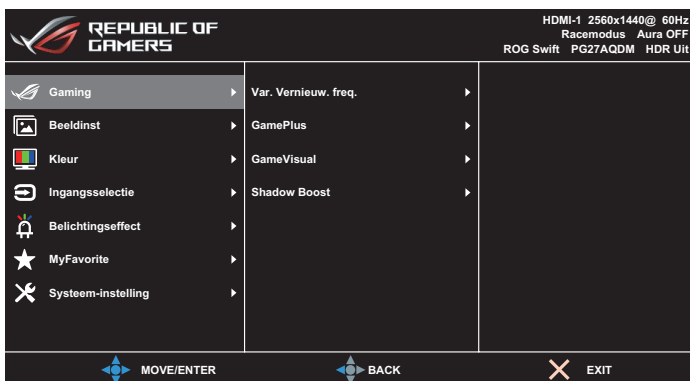 REPUBLIC OF
GAMERS
HDMI-1 2560x1440@ 60Hz
Racemodus Aura OFF
ROG Swift PG27AQDM HDR Uit
Gaming
Beeldinst
Kleur
Ingangsselectie
Belichtingseffect
MyFavorite
Systeem-instelling
Var. Vernieuw. freq.
GamePlus
GameVisual
Shadow Boost
MOVE/ENTER
BACK
EXIT